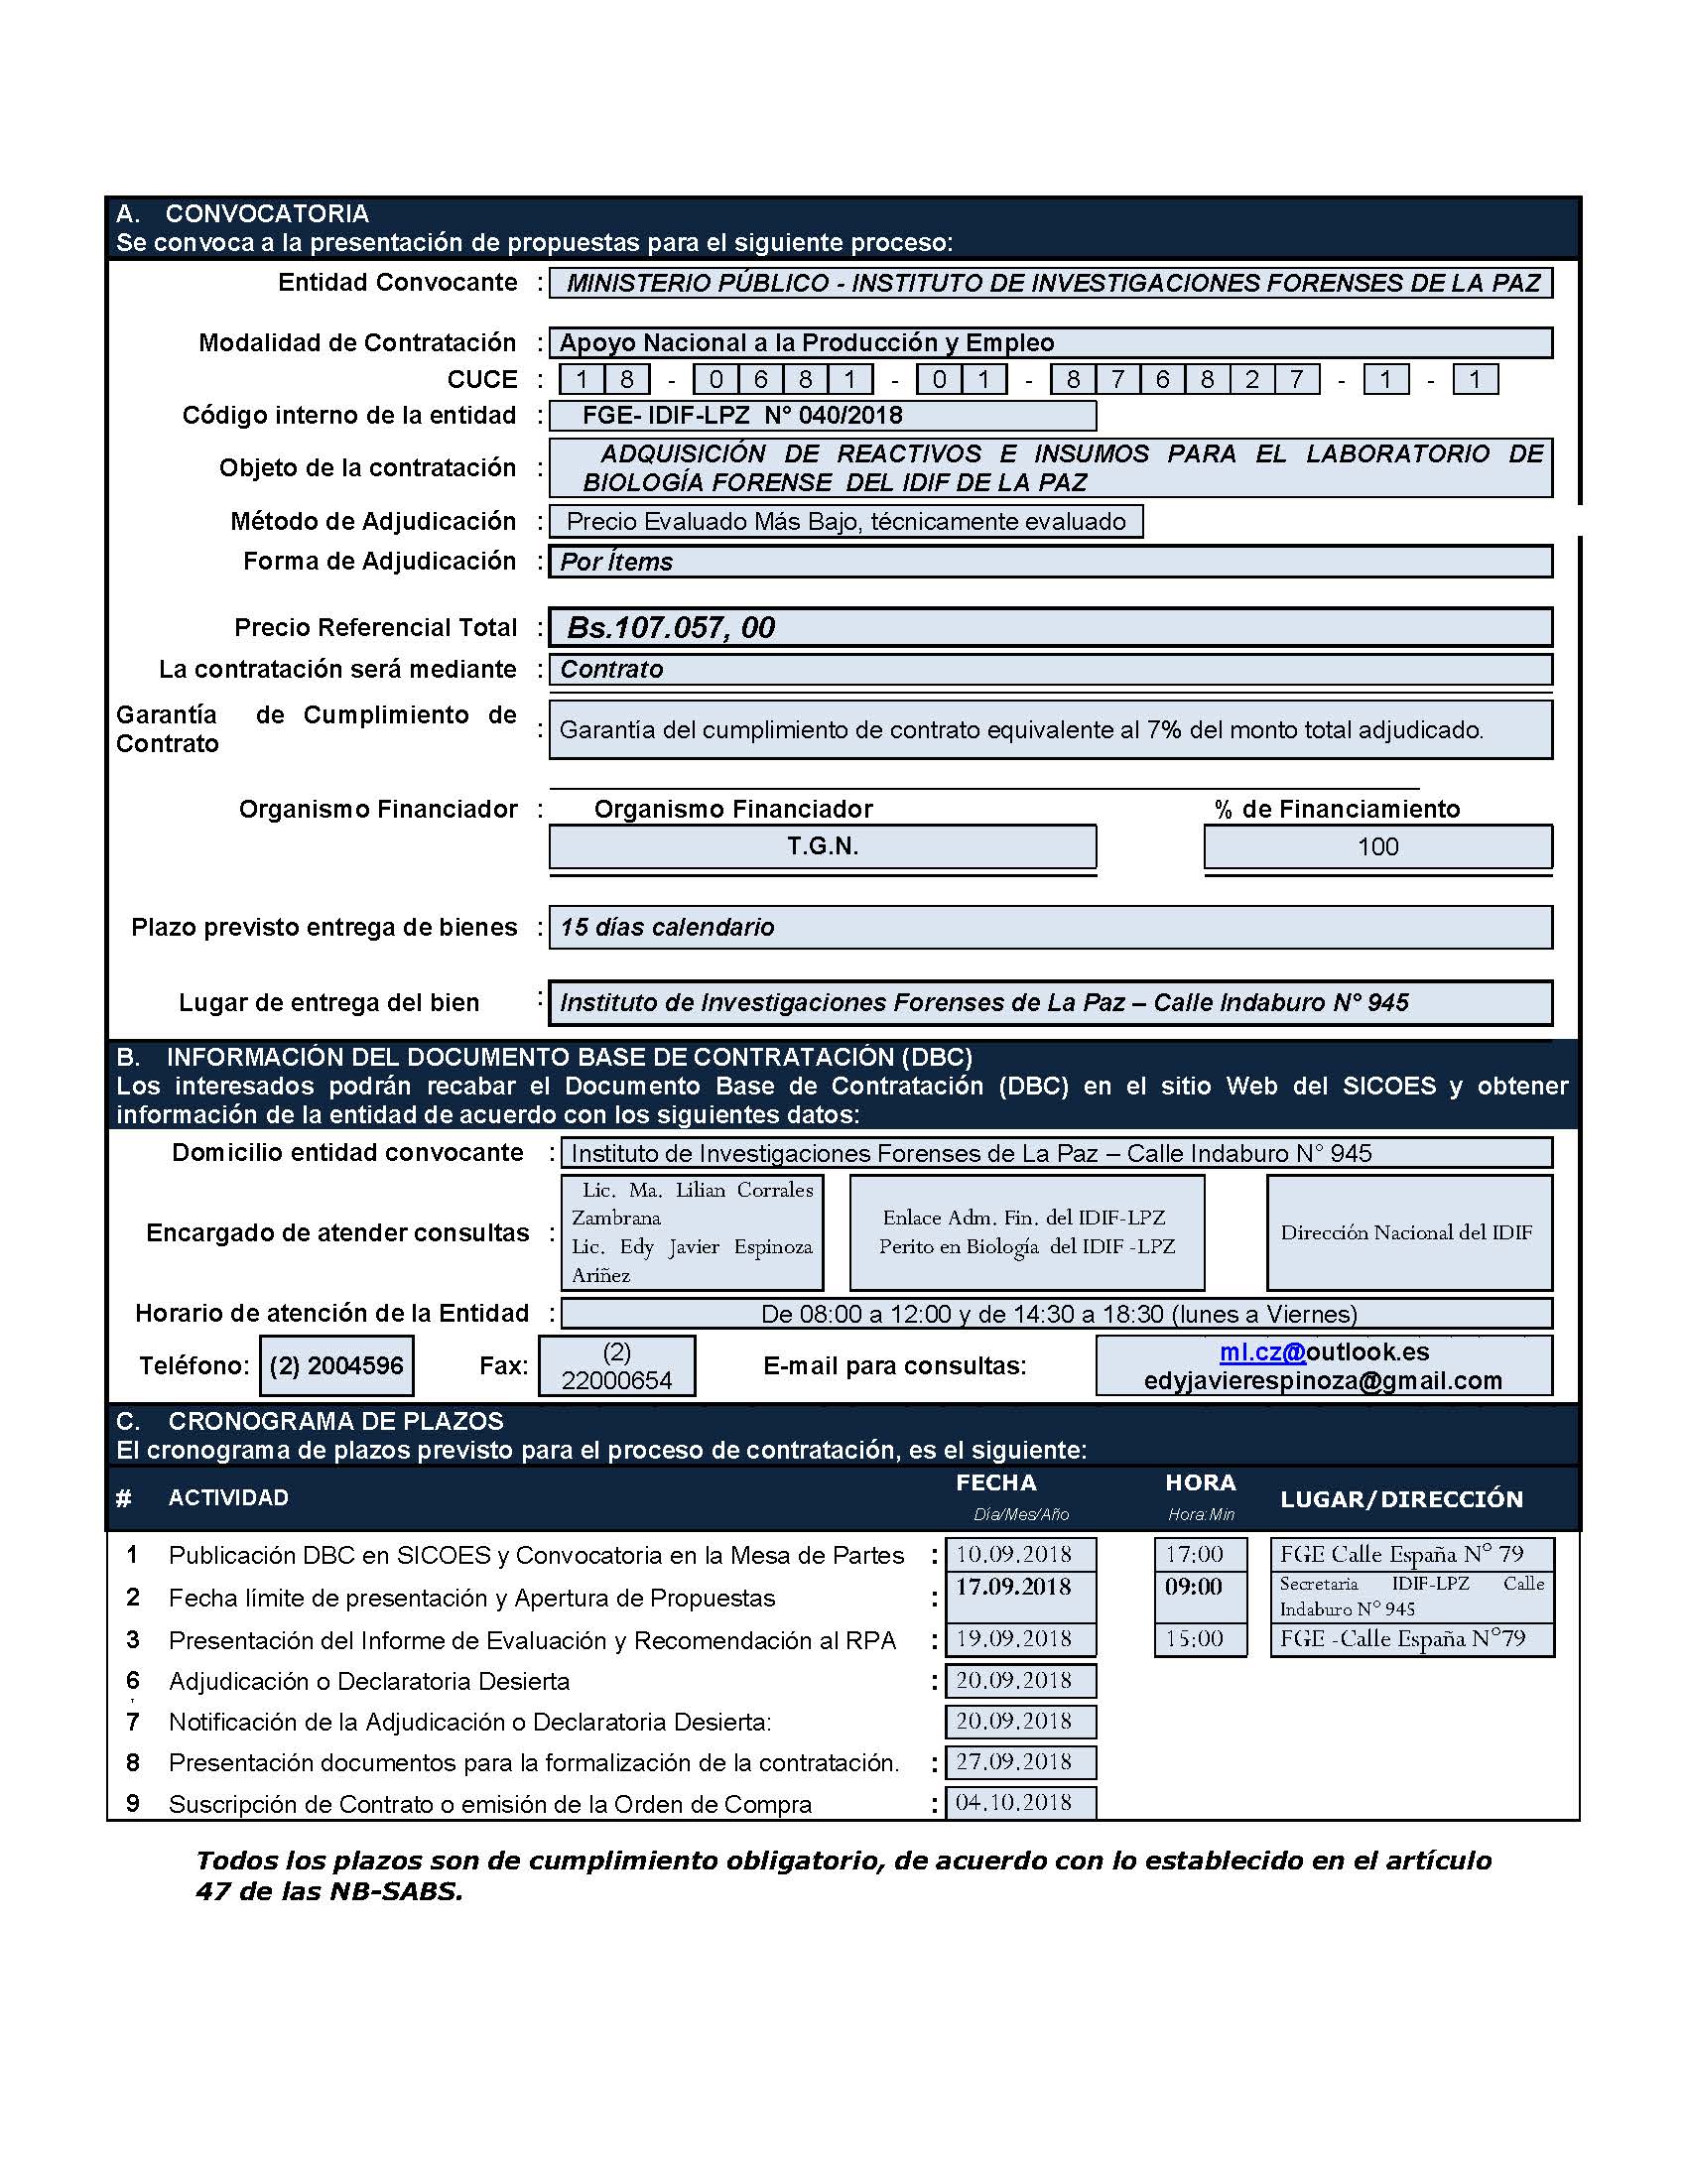 A. CONVOCATORIA
Se convoca a la presentación de propuestas para el siguiente proceso:
Entidad Convocante : MINISTERIO PÚBLICO - INSTITUTO DE INVESTIGACIONES FORENSES DE LA PAZ
Modalidad de Contratación : Apoyo Nacional a la Producción y Empleo
CUCE : 1 8 - 0 6 8 1 - 0 1 - 8 7 6 8 2 7 - 1 - 1
Código interno de la entidad : FGE- IDIF-LPZ N° 040/2018
Objeto de la contratación : ADQUISICIÓN DE REACTIVOS E INSUMOS PARA EL LABORATORIO DE
BIOLOGÍA FORENSE DEL IDIF DE LA PAZ
Método de Adjudicación : Precio Evaluado Más Bajo, técnicamente evaluado
Forma de Adjudicación : Por Ítems
Precio Referencial Total : Bs.107.057, 00
La contratación será mediante : Contrato
Garantía de Cumplimiento de
Contrato : Garantía del cumplimiento de contrato equivalente al 7% del monto total adjudicado.
Organismo Financiador : Organismo Financiador % de Financiamiento
T.G.N. 100
Plazo previsto entrega de bienes : 15 días calendario
Lugar de entrega del bien : Instituto de Investigaciones Forenses de La Paz – Calle Indaburo N° 945
B. INFORMACIÓN DEL DOCUMENTO BASE DE CONTRATACIÓN (DBC)
Los interesados podrán recabar el Documento Base de Contratación (DBC) en el sitio Web del SICOES y obtener
información de la entidad de acuerdo con los siguientes datos:
Domicilio entidad convocante : Instituto de Investigaciones Forenses de La Paz – Calle Indaburo N° 945
Encargado de atender consultas :
Lic. Ma. Lilian Corrales
Zambrana
Lic. Edy Javier Espinoza
Aríñez
Enlace Adm. Fin. del IDIF-LPZ
Perito en Biología del IDIF -LPZ
Dirección Nacional del IDIF
Horario de atención de la Entidad : De 08:00 a 12:00 y de 14:30 a 18:30 (lunes a Viernes)
Teléfono: (2) 2004596 Fax: (2)
22000654
E-mail para consultas: ml.cz@outlook.es
edyjavierespinoza@gmail.com
C. CRONOGRAMA DE PLAZOS
El cronograma de plazos previsto para el proceso de contratación, es el siguiente:
# ACTIVIDAD FECHA HORA LUGAR/DIRECCIÓN
Día/Mes/Año Hora:Min
1 Publicación DBC en SICOES y Convocatoria en la Mesa de Partes : 10.09.2018 17:00 FGE Calle España N° 79
2 Fecha límite de presentación y Apertura de Propuestas : 17.09.2018 09:00 Secretaria IDIF-LPZ Calle
Indaburo N° 945
3 Presentación del Informe de Evaluación y Recomendación al RPA : 19.09.2018 15:00 FGE -Calle España N°79
6 Adjudicación o Declaratoria Desierta : 20.09.2018
7 Notificación de la Adjudicación o Declaratoria Desierta: 20.09.2018
8 Presentación documentos para la formalización de la contratación. : 27.09.2018
9 Suscripción de Contrato o emisión de la Orden de Compra : 04.10.2018
Todos los plazos son de cumplimiento obligatorio, de acuerdo con lo establecido en el artículo
47 de las NB-SABS.